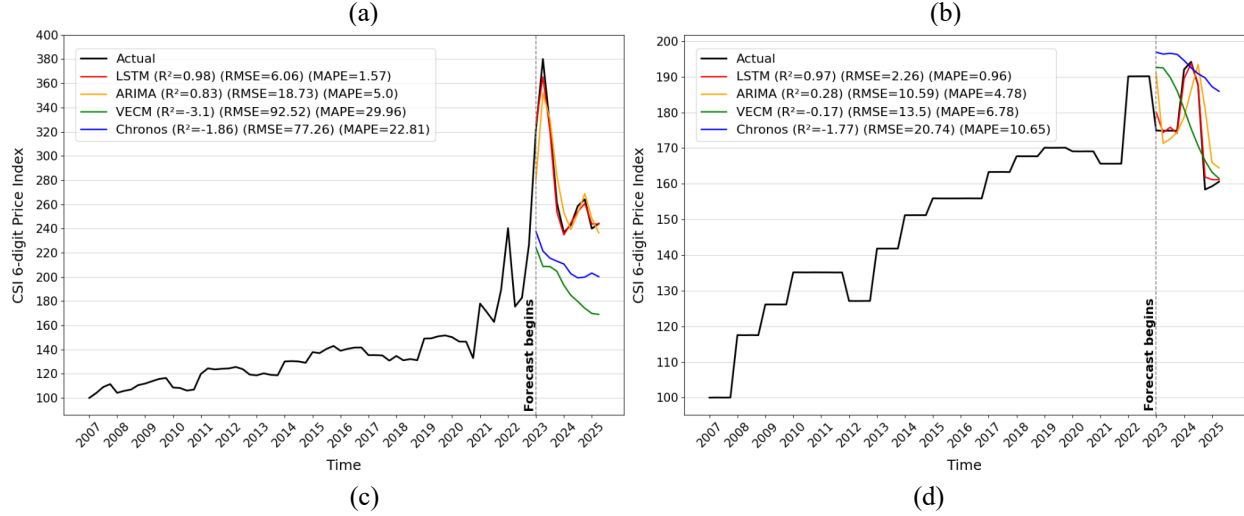 (a)
(b)
CSI 6-digit Price Index
400
380
360
340
320
300
280
260
240
220
200
180
160
140
120
100
Actual
LSTM (R²=0.98) (RMSE=6.06) (MAPE=1.57)
ARIMA (R²=0.83) (RMSE=18.73) (MAPE=5.0)
VECM (R²=-3.1) (RMSE=92.52) (MAPE=29.96)
Chronos (R²=-1.86) (RMSE=77.26) (MAPE=22.81)
Forecast begins
2007 2008 2009 2010 2011 2012 2013 2014 2015 2016 2017 2018 2019 2020 2021 2022 2023 2024 2025
Time
CSI 6-digit Price Index
200
190
180
170
160
150
140
130
120
110
100
Actual
LSTM (R²=0.97) (RMSE=2.26) (MAPE=0.96)
ARIMA (R²=0.28) (RMSE=10.59) (MAPE=4.78)
VECM (R²=-0.17) (RMSE=13.5) (MAPE=6.78)
Chronos (R²=-1.77) (RMSE=20.74) (MAPE=10.65)
Forecast begins
2007 2008 2009 2010 2011 2012 2013 2014 2015 2016 2017 2018 2019 2020 2021 2022 2023 2024 2025
Time
(c)
(d)